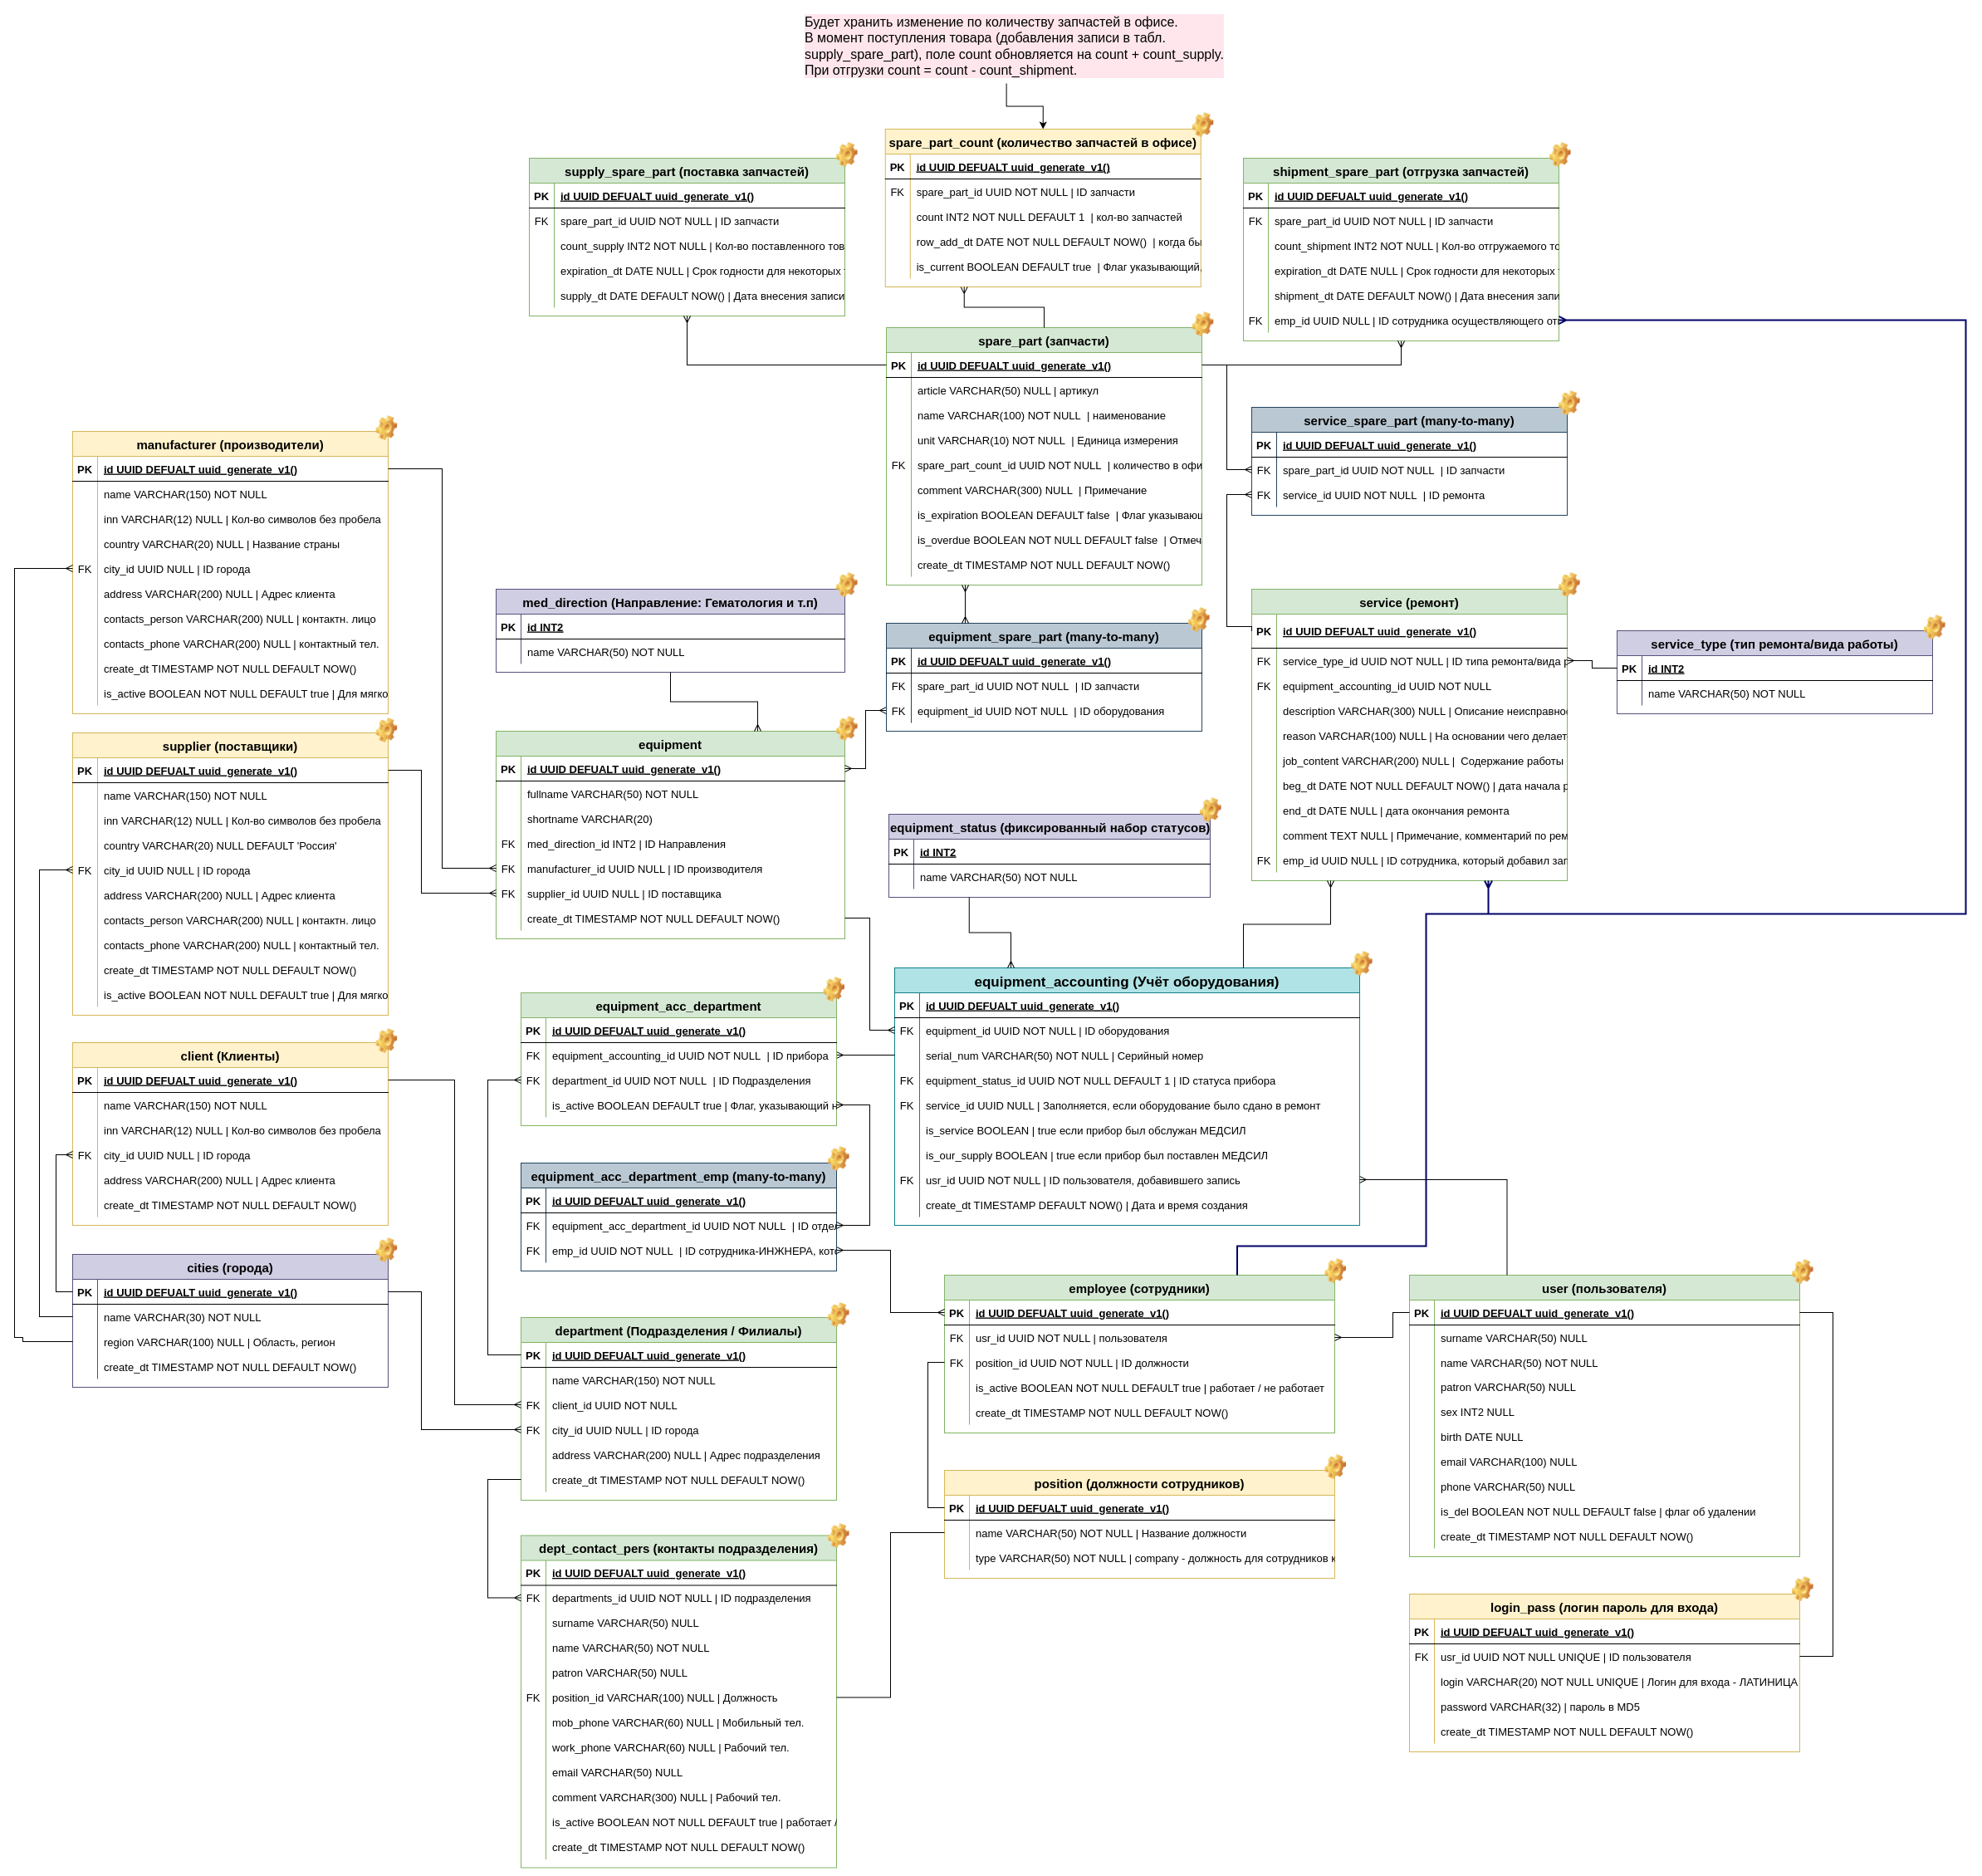 Будет хранить изменение по количеству запчастей в офисе.
В момент поступления товара (добавления записи в табл.
supply_spare_part), поле count обновляется на count + count_supply.
При отгрузки count = count - count_shipment.
supply_spare_part (поставка запчастей)
PK id UUID DEFUALT uuid_generate_v1()
FK spare_part_id UUID NOT NULL | ID запчасти
count_supply INT2 NOT NULL | Кол-во поставленного тов
expiration_dt DATE NULL | Срок годности для некоторых
supply_dt DATE DEFAULT NOW() | Дата внесения записи
spare_part_count (количество запчастей в офисе)
PK id UUID DEFUALT uuid_generate_v1()
FK spare_part_id UUID NOT NULL | ID запчасти
count INT2 NOT NULL DEFAULT 1 | кол-во запчастей
row_add_dt DATE NOT NULL DEFAULT NOW() | когда бы
is_current BOOLEAN DEFAULT true | Флаг указывающий,
shipment_spare_part (отгрузка запчастей)
PK id UUID DEFUALT uuid_generate_v1()
FK spare_part_id UUID NOT NULL | ID запчасти
count_shipment INT2 NOT NULL | Кол-во отгружаемого то
expiration_dt DATE NULL | Срок годности для некоторых
shipment_dt DATE DEFAULT NOW() | Дата внесения запи
FK emp_id UUID NULL | ID сотрудника осуществляющего от
spare_part (запчасти)
PK id UUID DEFUALT uuid_generate_v1()
article VARCHAR(50) NULL | артикул
name VARCHAR(100) NOT NULL | наименование
unit VARCHAR(10) NOT NULL | Единица измерения
FK spare_part_count_id UUID NOT NULL | количество в офи
comment VARCHAR(300) NULL | Примечание
is_expiration BOOLEAN DEFAULT false | Флаг указывающ
is_overdue BOOLEAN NOT NULL DEFAULT false | Отмеч
create_dt TIMESTAMP NOT NULL DEFAULT NOW()
service_spare_part (many-to-many)
PK id UUID DEFUALT uuid_generate_v1()
FK spare_part_id UUID NOT NULL | ID запчасти
FK service_id UUID NOT NULL | ID ремонта
manufacturer (производители)
PK id UUID DEFUALT uuid_generate_v1()
name VARCHAR(150) NOT NULL
inn VARCHAR(12) NULL | Кол-во символов без пробела
country VARCHAR(20) NULL | Название страны
FK city_id UUID NULL | ID города
address VARCHAR(200) NULL | Адрес клиента
contacts_person VARCHAR(200) NULL | контактн. лицо
contacts_phone VARCHAR(200) NULL | контактный тел.
create_dt TIMESTAMP NOT NULL DEFAULT NOW()
is_active BOOLEAN NOT NULL DEFAULT true | Для мягко
med_direction (Направление: Гематология и т.п)
PK id INT2
name VARCHAR(50) NOT NULL
equipment_spare_part (many-to-many)
PK id UUID DEFUALT uuid_generate_v1()
FK spare_part_id UUID NOT NULL | ID запчасти
FK equipment_id UUID NOT NULL | ID оборудования
service (ремонт)
PK id UUID DEFUALT uuid_generate_v1()
FK service_type_id UUID NOT NULL | ID типа ремонта/вида р
FK equipment_accounting_id UUID NOT NULL
description VARCHAR(300) NULL | Описание неисправнос
reason VARCHAR(100) NULL | На основании чего делает
job_content VARCHAR(200) NULL | Содержание работы
beg_dt DATE NOT NULL DEFAULT NOW() | дата начала р
end_dt DATE NULL | дата окончания ремонта
comment TEXT NULL | Примечание, комментарий по рем
FK emp_id UUID NULL | ID сотрудника, который добавил зап
service_type (тип ремонта/вида работы)
PK id INT2
name VARCHAR(50) NOT NULL
supplier (поставщики)
PK id UUID DEFUALT uuid_generate_v1()
name VARCHAR(150) NOT NULL
inn VARCHAR(12) NULL | Кол-во символов без пробела
country VARCHAR(20) NULL DEFAULT 'Россия'
FK city_id UUID NULL | ID города
address VARCHAR(200) NULL | Адрес клиента
contacts_person VARCHAR(200) NULL | контактн. лицо
contacts_phone VARCHAR(200) NULL | контактный тел.
create_dt TIMESTAMP NOT NULL DEFAULT NOW()
is_active BOOLEAN NOT NULL DEFAULT true | Для мягко
equipment
PK id UUID DEFUALT uuid_generate_v1()
fullname VARCHAR(50) NOT NULL
shortname VARCHAR(20)
FK med_direction_id INT2 | ID Направления
FK manufacturer_id UUID NULL | ID производителя
FK supplier_id UUID NULL | ID поставщика
create_dt TIMESTAMP NOT NULL DEFAULT NOW()
equipment_status (фиксированный набор статусов)
PK id INT2
name VARCHAR(50) NOT NULL
equipment_accounting (Учёт оборудования)
PK id UUID DEFUALT uuid_generate_v1()
FK equipment_id UUID NOT NULL | ID оборудования
serial_num VARCHAR(50) NOT NULL | Серийный номер
FK equipment_status_id UUID NOT NULL DEFAULT 1 | ID статуса прибора
FK service_id UUID NULL | Заполняется, если оборудование было сдано в ремонт
is_service BOOLEAN | true если прибор был обслужан МЕДСИЛ
is_our_supply BOOLEAN | true если прибор был поставлен МЕДСИЛ
FK usr_id UUID NOT NULL | ID пользователя, добавившего запись
create_dt TIMESTAMP DEFAULT NOW() | Дата и время создания
equipment_acc_department
PK id UUID DEFUALT uuid_generate_v1()
FK equipment_accounting_id UUID NOT NULL | ID прибора
FK department_id UUID NOT NULL | ID Подразделения
is_active BOOLEAN DEFAULT true | Флаг, указывающий н
client (Клиенты)
PK id UUID DEFUALT uuid_generate_v1()
name VARCHAR(150) NOT NULL
inn VARCHAR(12) NULL | Кол-во символов без пробела
FK city_id UUID NULL | ID города
address VARCHAR(200) NULL | Адрес клиента
create_dt TIMESTAMP NOT NULL DEFAULT NOW()
equipment_acc_department_emp (many-to-many)
PK id UUID DEFUALT uuid_generate_v1()
FK equipment_acc_department_id UUID NOT NULL | ID отдел
FK emp_id UUID NOT NULL | ID сотрудника-ИНЖНЕРА, кото
cities (города)
PK id UUID DEFUALT uuid_generate_v1()
name VARCHAR(30) NOT NULL
region VARCHAR(100) NULL | Область, регион
create_dt TIMESTAMP NOT NULL DEFAULT NOW()
department (Подразделения / Филиалы)
PK id UUID DEFUALT uuid_generate_v1()
name VARCHAR(150) NOT NULL
FK client_id UUID NOT NULL
FK city_id UUID NULL | ID города
address VARCHAR(200) NULL | Адрес подразделения
create_dt TIMESTAMP NOT NULL DEFAULT NOW()
employee (сотрудники)
PK id UUID DEFUALT uuid_generate_v1()
FK usr_id UUID NOT NULL | пользователя
FK position_id UUID NOT NULL | ID должности
is_active BOOLEAN NOT NULL DEFAULT true | работает / не работает
create_dt TIMESTAMP NOT NULL DEFAULT NOW()
user (пользователя)
PK id UUID DEFUALT uuid_generate_v1()
surname VARCHAR(50) NULL
name VARCHAR(50) NOT NULL
patron VARCHAR(50) NULL
sex INT2 NULL
birth DATE NULL
email VARCHAR(100) NULL
phone VARCHAR(50) NULL
is_del BOOLEAN NOT NULL DEFAULT false | флаг об удалении
create_dt TIMESTAMP NOT NULL DEFAULT NOW()
position (должности сотрудников)
PK id UUID DEFUALT uuid_generate_v1()
name VARCHAR(50) NOT NULL | Название должности
type VARCHAR(50) NOT NULL | company - должность для сотрудников к
dept_contact_pers (контакты подразделения)
PK id UUID DEFUALT uuid_generate_v1()
FK departments_id UUID NOT NULL | ID подразделения
surname VARCHAR(50) NULL
name VARCHAR(50) NOT NULL
patron VARCHAR(50) NULL
FK position_id VARCHAR(100) NULL | Должность
mob_phone VARCHAR(60) NULL | Мобильный тел.
work_phone VARCHAR(60) NULL | Рабочий тел.
email VARCHAR(50) NULL
comment VARCHAR(300) NULL | Рабочий тел.
is_active BOOLEAN NOT NULL DEFAULT true | работает /
create_dt TIMESTAMP NOT NULL DEFAULT NOW()
login_pass (логин пароль для входа)
PK id UUID DEFUALT uuid_generate_v1()
FK usr_id UUID NOT NULL UNIQUE | ID пользователя
login VARCHAR(20) NOT NULL UNIQUE | Логин для входа - ЛАТИНИЦА
password VARCHAR(32) | пароль в MD5
create_dt TIMESTAMP NOT NULL DEFAULT NOW()